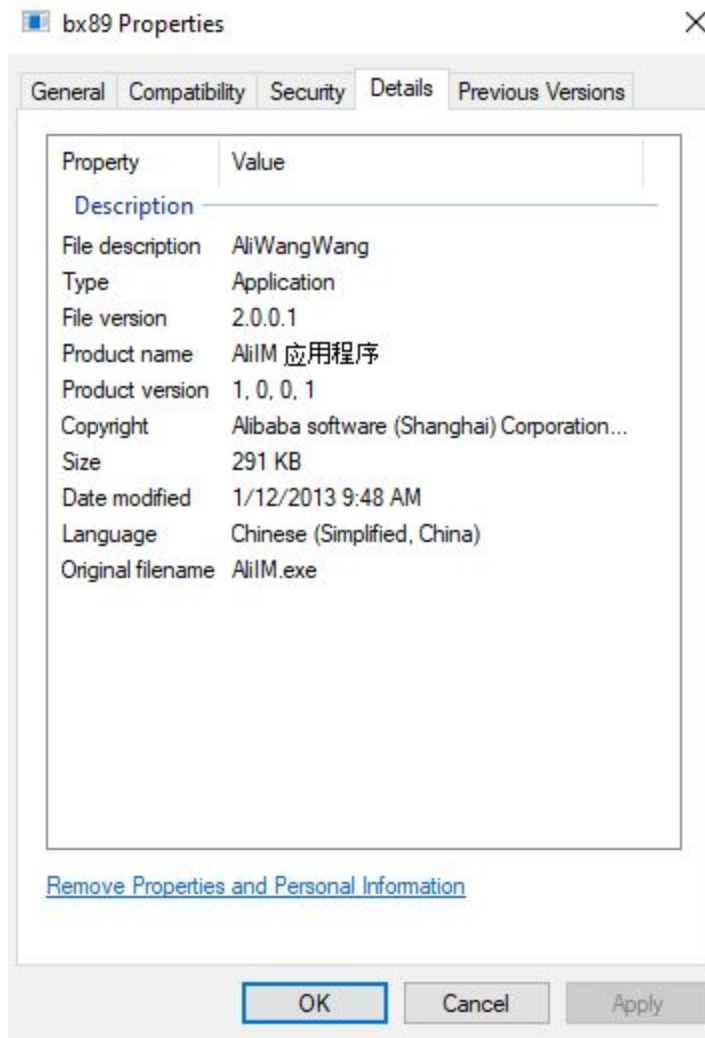 bx89 Properties
General Compatibility Security Details Previous Versions
Property Value
Description
File description AliWangWang
Type Application
File version 2.0.0.1
Product name AliIM 应用程序
Product version 1, 0, 0, 1
Copyright Alibaba software (Shanghai) Corporation...
Size 291 KB
Date modified 1/12/2013 9:48 AM
Language Chinese (Simplified, China)
Original filename AliIM.exe
Remove Properties and Personal Information
OK Cancel Apply